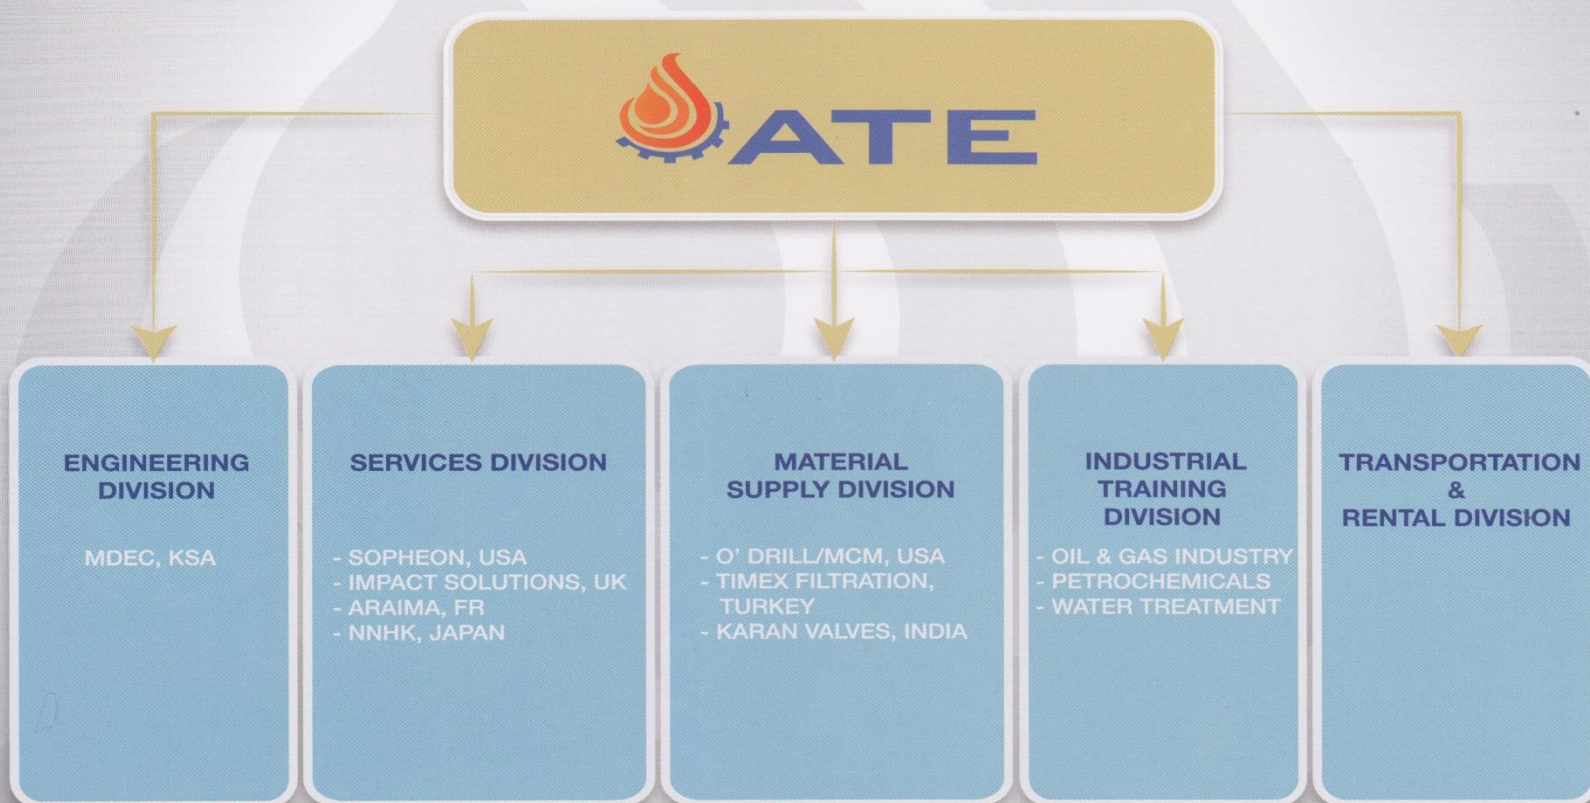 ATE
ENGINEERING
DIVISION
MDEC, KSA
SERVICES DIVISION
- SOPHEON, USA
- IMPACT SOLUTIONS, UK
- ARAIMA, FR
- NNHK, JAPAN
MATERIAL
SUPPLY DIVISION
- O' DRILL/MCM, USA
- TIMEX FILTRATION,
TURKEY
- KARAN VALVES, INDIA
INDUSTRIAL
TRAINING
DIVISION
- OIL & GAS INDUSTRY
- PETROCHEMICALS
- WATER TREATMENT
TRANSPORTATION
&
RENTAL DIVISION